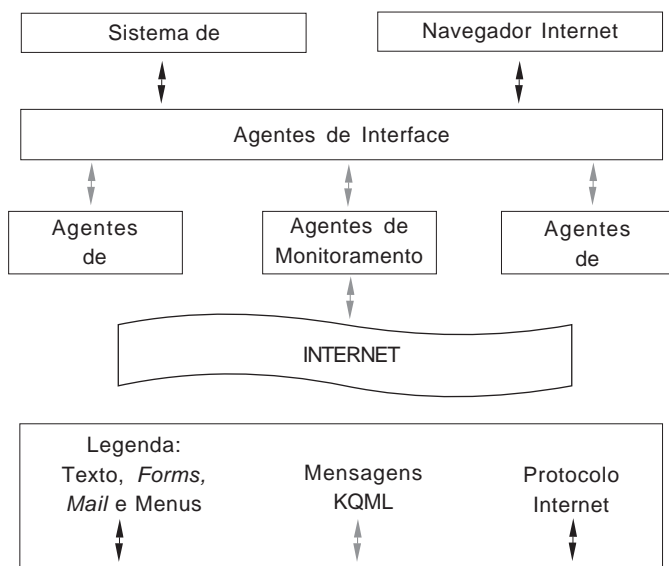 Sistema de
Navegador Internet
Agentes de Interface
Agentes
de
Agentes de
Monitoramento
Agentes
de
INTERNET
Legenda:
Texto, Forms,
Mail e Menus
Mensagens
KQML
Protocolo
Internet